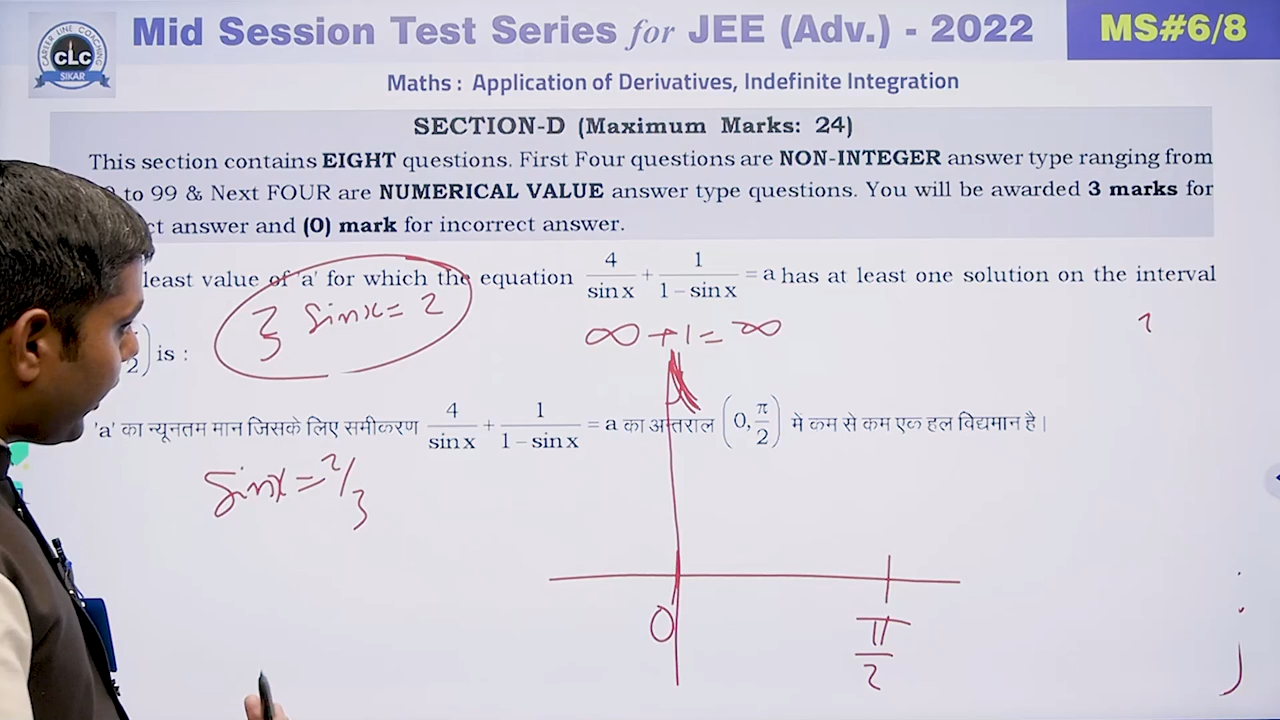 Mid Session Test Series for JEE (Adv.) - 2022
MS#6/8
CAREER LINE COACHING
CLC
SIKAR
Maths : Application of Derivatives, Indefinite Integration
SECTION-D (Maximum Marks: 24)
This section contains EIGHT questions. First Four questions are NON-INTEGER answer type ranging from
to 99 & Next FOUR are NUMERICAL VALUE answer type questions. You will be awarded 3 marks for
ct answer and (0) mark for incorrect answer.
least value of 'a' for which the equation 4/sin x + 1/1 – sin x = a has at least one solution on the interval
3 sinx = 2
∞ + 1 = ∞
2) is :
'a' का न्यूनतम मान जिसके लिए समीकरण 4/sin x + 1/1 – sin x = a का अन्तराल (0, π/2) में कम से कम एक हल विद्यमान है |
sinx = 2/3
0
π/2